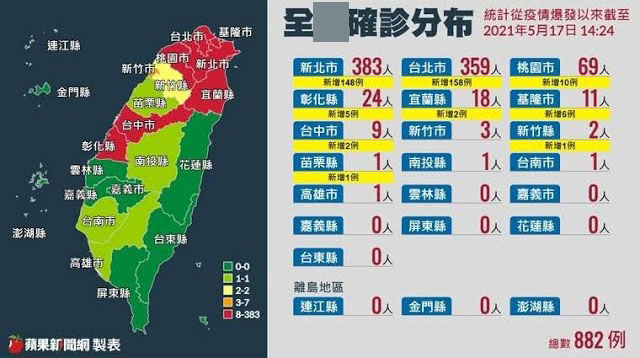 連江縣
金門縣
澎湖縣
台北市
基隆市
桃園市
新北市
新竹市
新竹縣
宜蘭縣
苗栗縣
台中市
彰化縣
南投縣
花蓮縣
雲林縣
嘉義市
嘉義縣
台南市
台東縣
高雄市
屏東縣
0-0
1-1
2-2
3-7
8-383
蘋果新聞網 製表
全 確診分布
統計從疫情爆發以來截至
2021年5月17日 14:24
新北市 383人 台北市 359人 桃園市 69人
新增148例 新增158例 新增10例
彰化縣 24人 宜蘭縣 18人 基隆市 11人
新增5例 新增2例 新增6例
台中市 9人 新竹市 3人 新竹縣 2人
新增2例 新增1例
苗栗縣 1人 南投縣 1人 台南市 1人
新增1例
高雄市 1人 雲林縣 0人 嘉義市 0人
嘉義縣 0人 屏東縣 0人 花蓮縣 0人
台東縣 0人
離島地區
連江縣 0人 金門縣 0人 澎湖縣 0人
總數 882 例